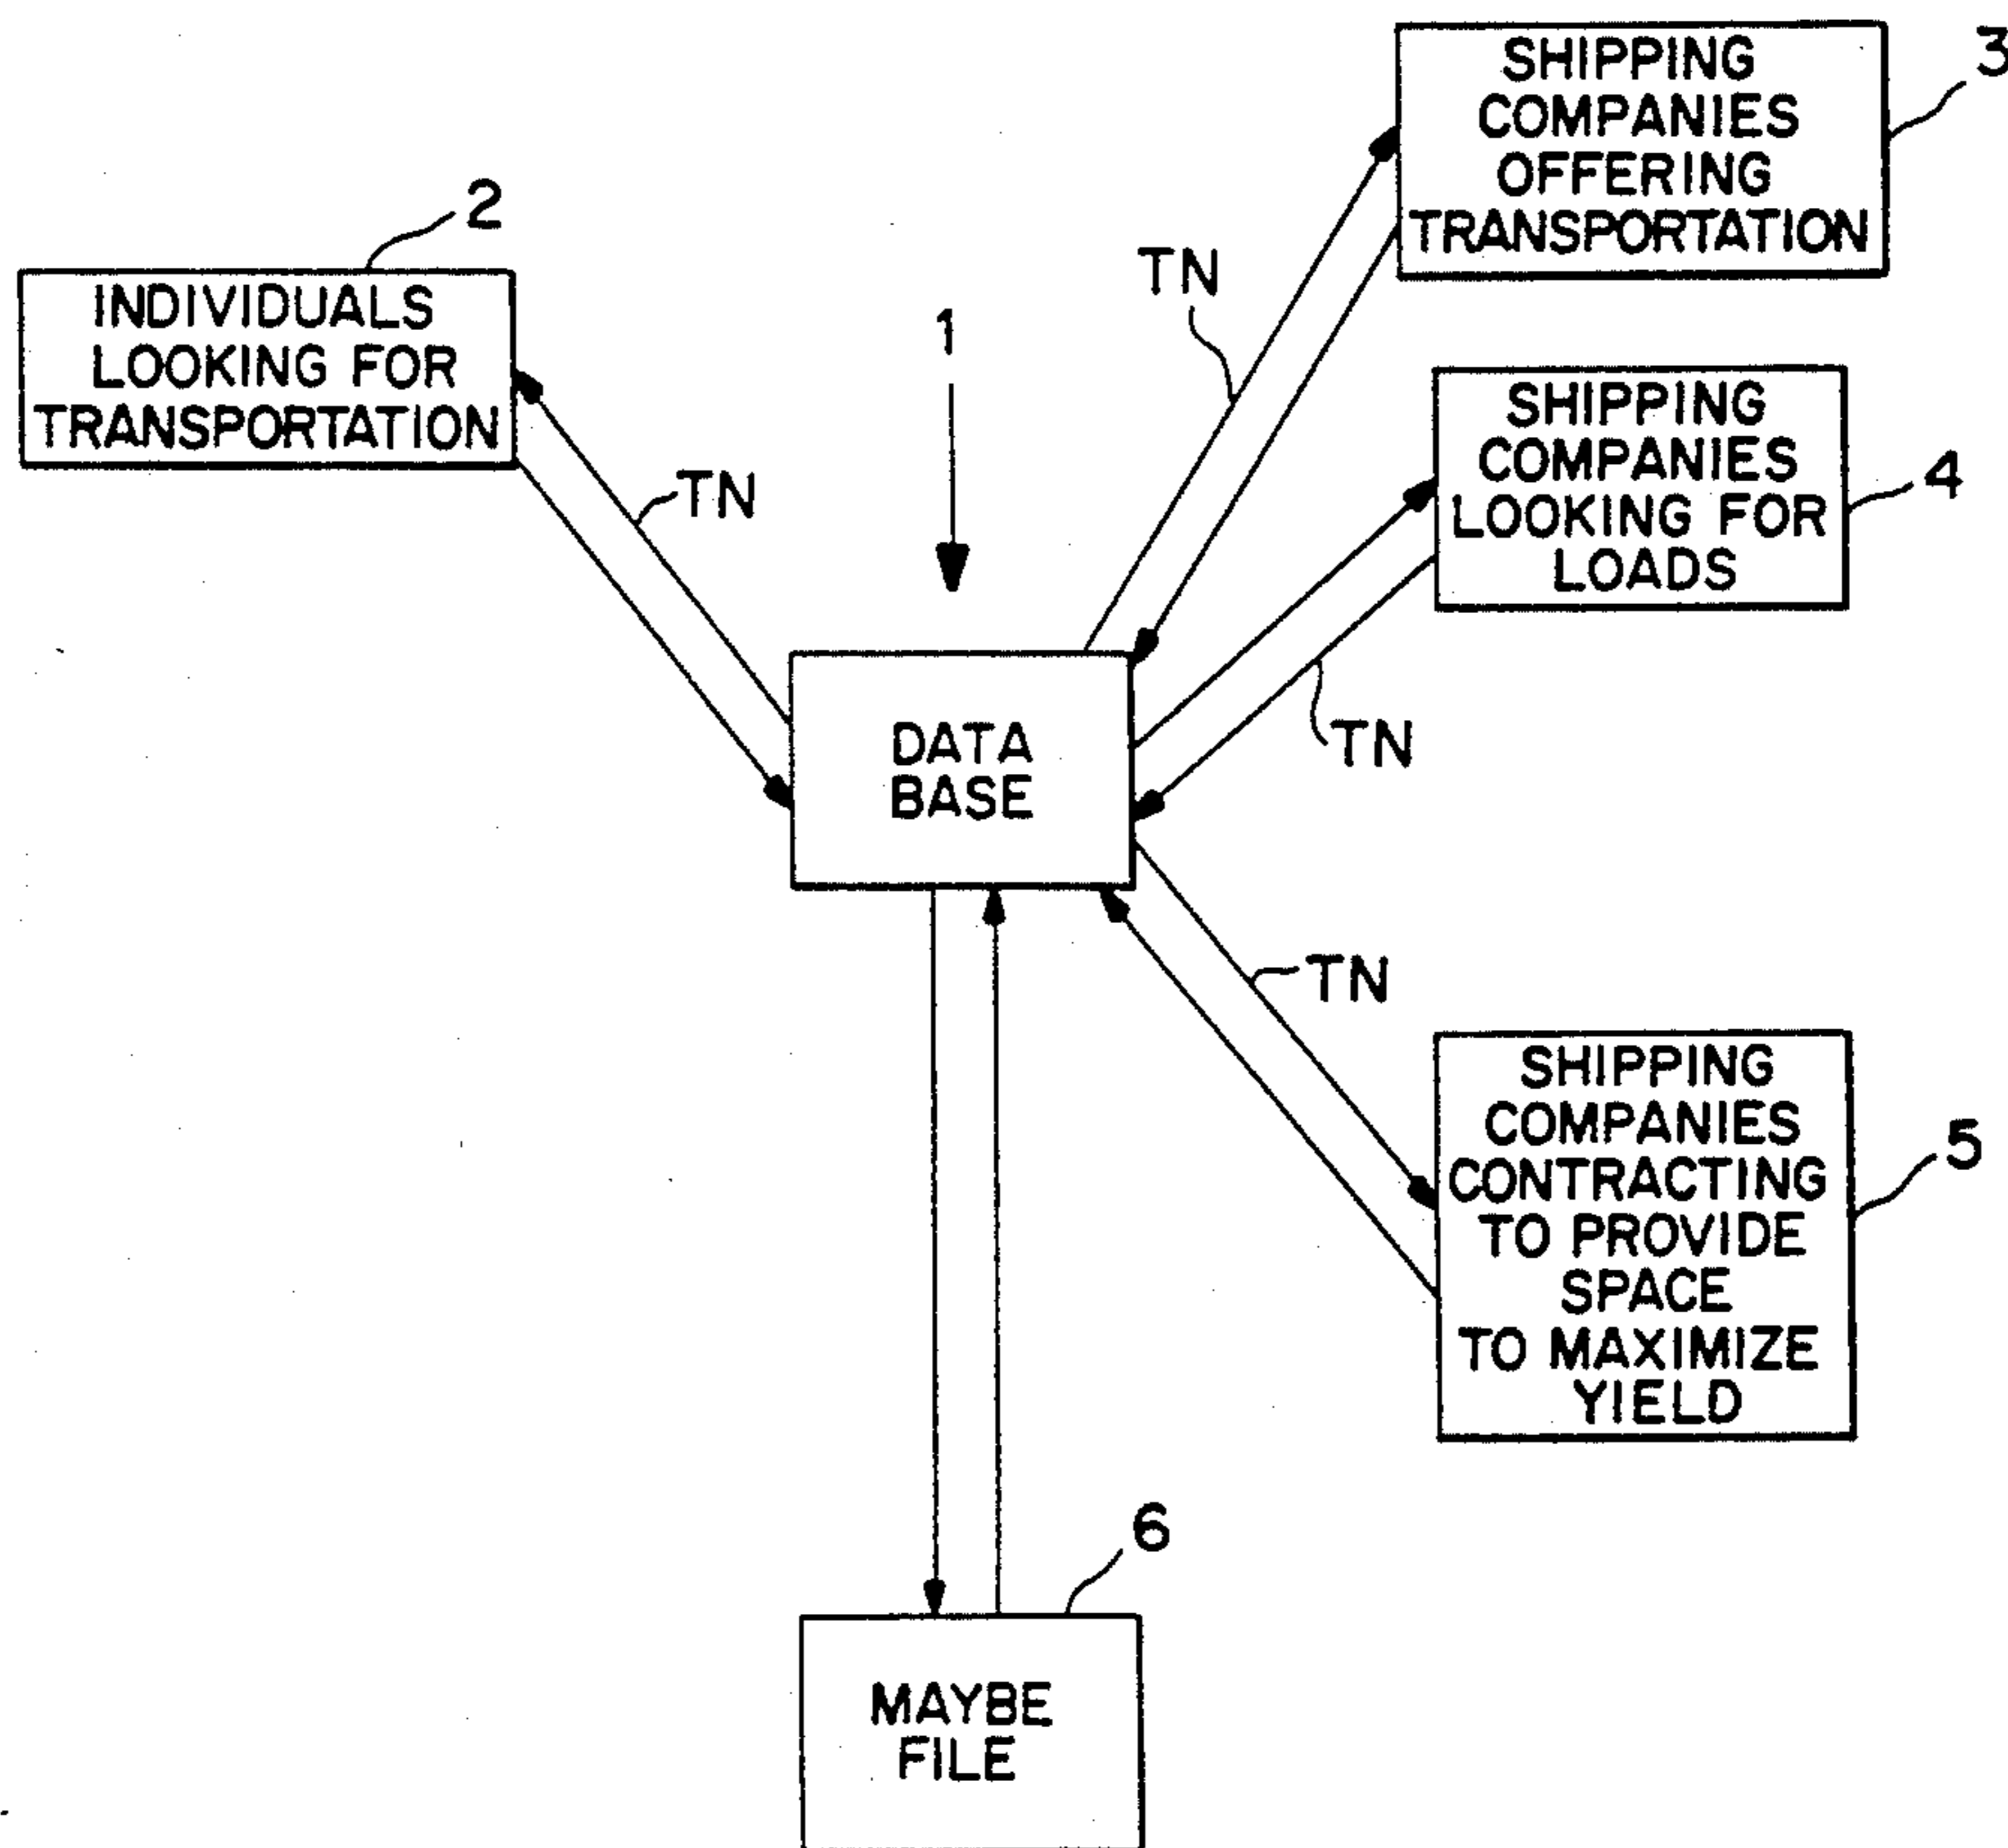 SHIPPING
COMPANIES
OFFERING
TRANSPORTATION
3
2
INDIVIDUALS
LOOKING FOR
TRANSPORTATION
TN
1
TN
SHIPPING
COMPANIES
LOOKING FOR
LOADS
4
TN
DATA
BASE
TN
SHIPPING
COMPANIES
CONTRACTING
TO PROVIDE
SPACE
TO MAXIMIZE
YIELD
5
6
MAYBE
FILE